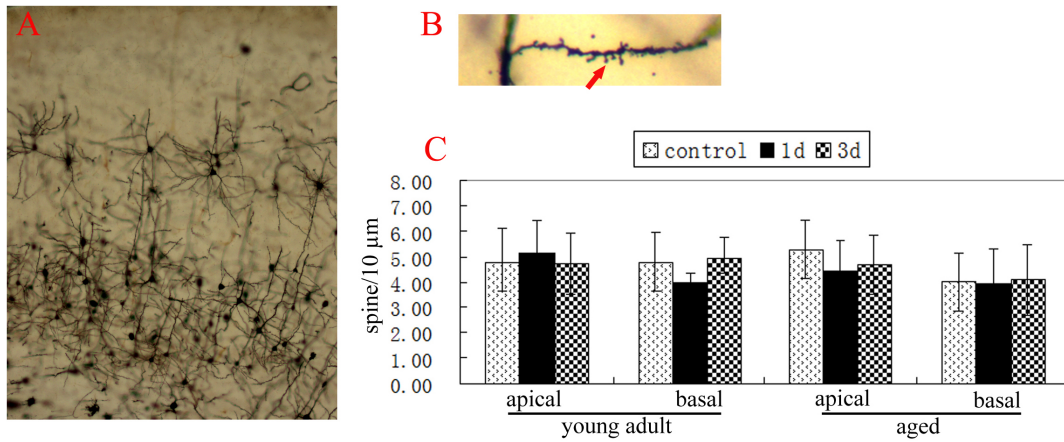 A
B
C
control 1d 3d
spine/10 µm
8.00
7.00
6.00
5.00
4.00
3.00
2.00
1.00
0.00
apical basal apical basal
young adult aged